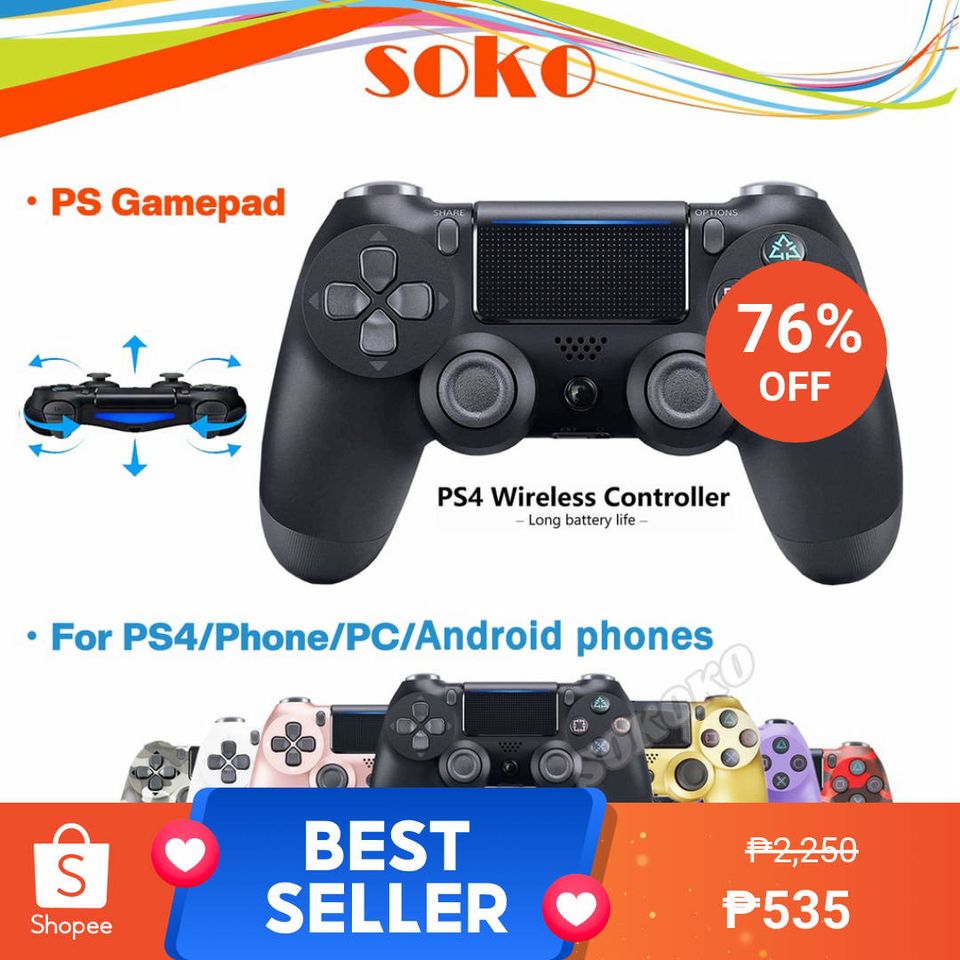 SOKO
• PS Gamepad
SHARE
OPTIONS
76%
OFF
PS4 Wireless Controller
– Long battery life –
• For PS4/Phone/PC/Android phones
SOKOKO
S
Shopee
BEST
SELLER
₱2,250
₱535